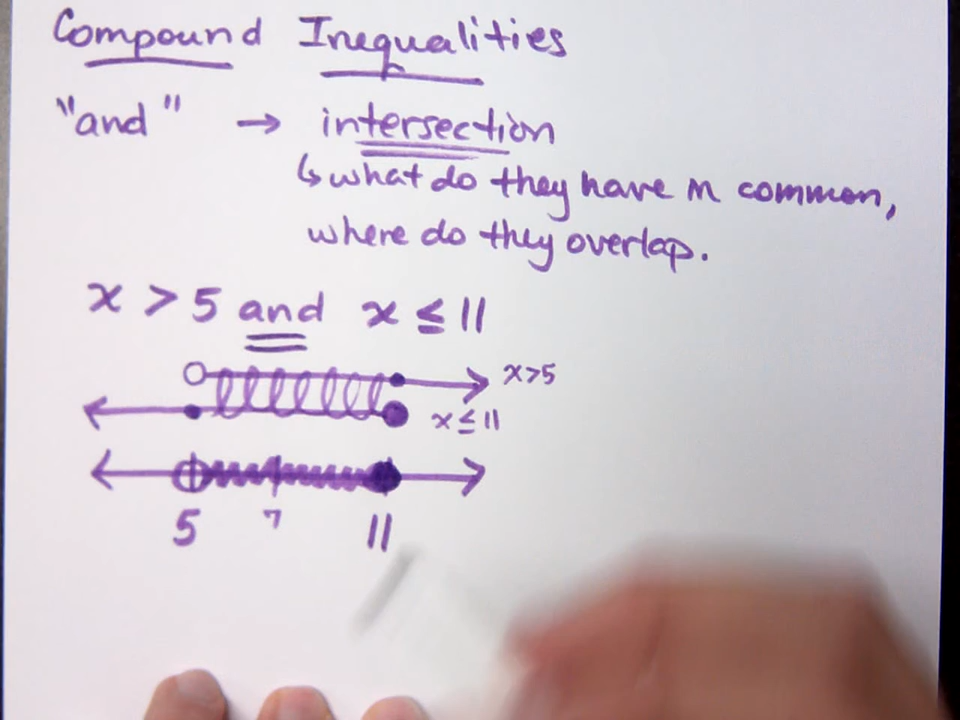 Compound Inequalities
"and" → intersection
↳ what do they have in common,
where do they overlap.
x > 5 and x ≤ 11
x>5
x≤11
5 7 11